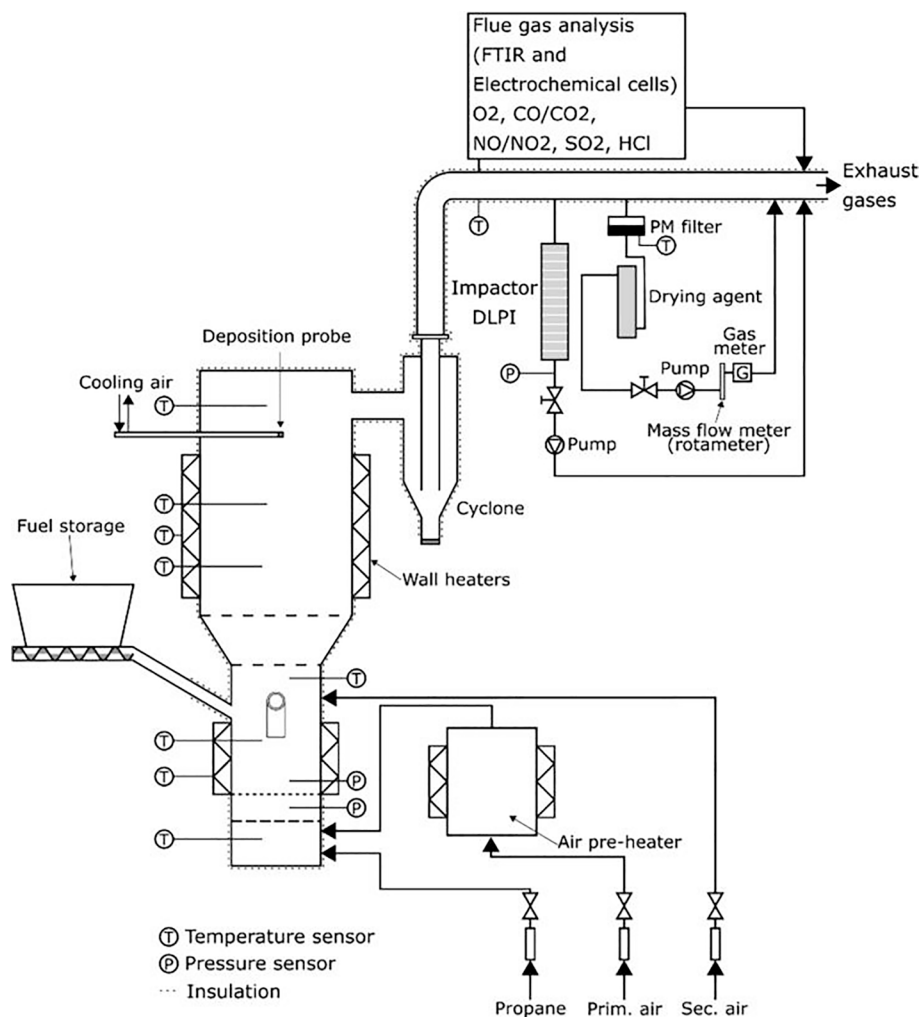 Flue gas analysis
(FTIR and
Electrochemical cells)
O2, CO/CO2,
NO/NO2, SO2, HCl
Exhaust
gases
T
PM filter
T
Impactor
DLPI
Drying agent
Gas
meter
Deposition probe
P
Pump
G
Cooling air
T
Mass flow meter
(rotameter)
Pump
T
Cyclone
Fuel storage
T
T
Wall heaters
T
T
T
P
P
T
Air pre-heater
T Temperature sensor
P Pressure sensor
Insulation
Propane
Prim. air
Sec. air